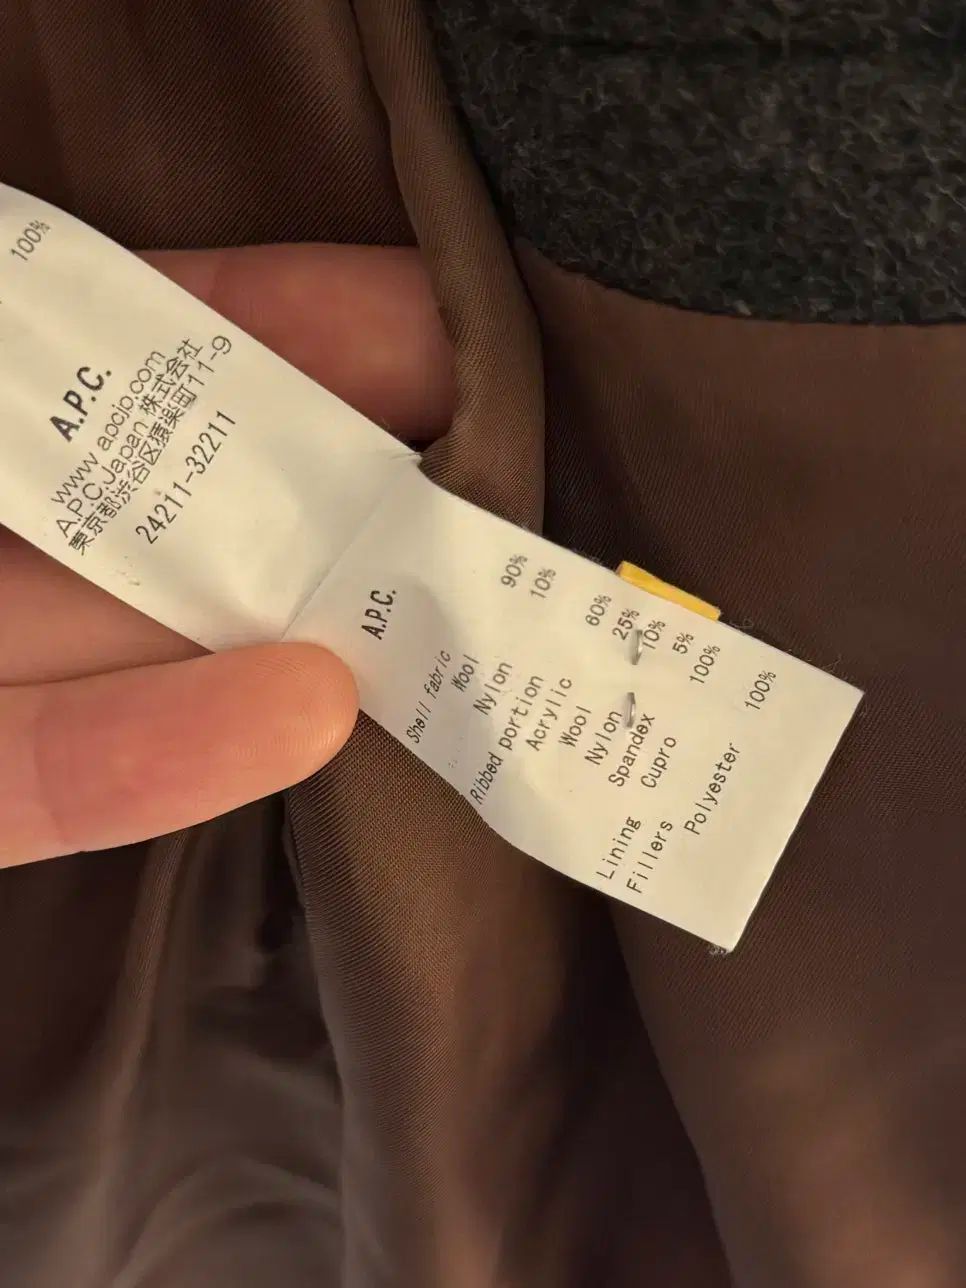 100%
A.P.C.
www.apcjp.com
A.P.C.Japan 株式会社
東京都渋谷区猿楽町11-9
24211-32211
A.P.C.
Shell fabric
Wool 90%
Nylon 10%
Ribbed portion
Acrylic 60%
Wool 25%
Nylon 10%
Spandex 5%
Lining Cupro 100%
Fillers
Polyester 100%